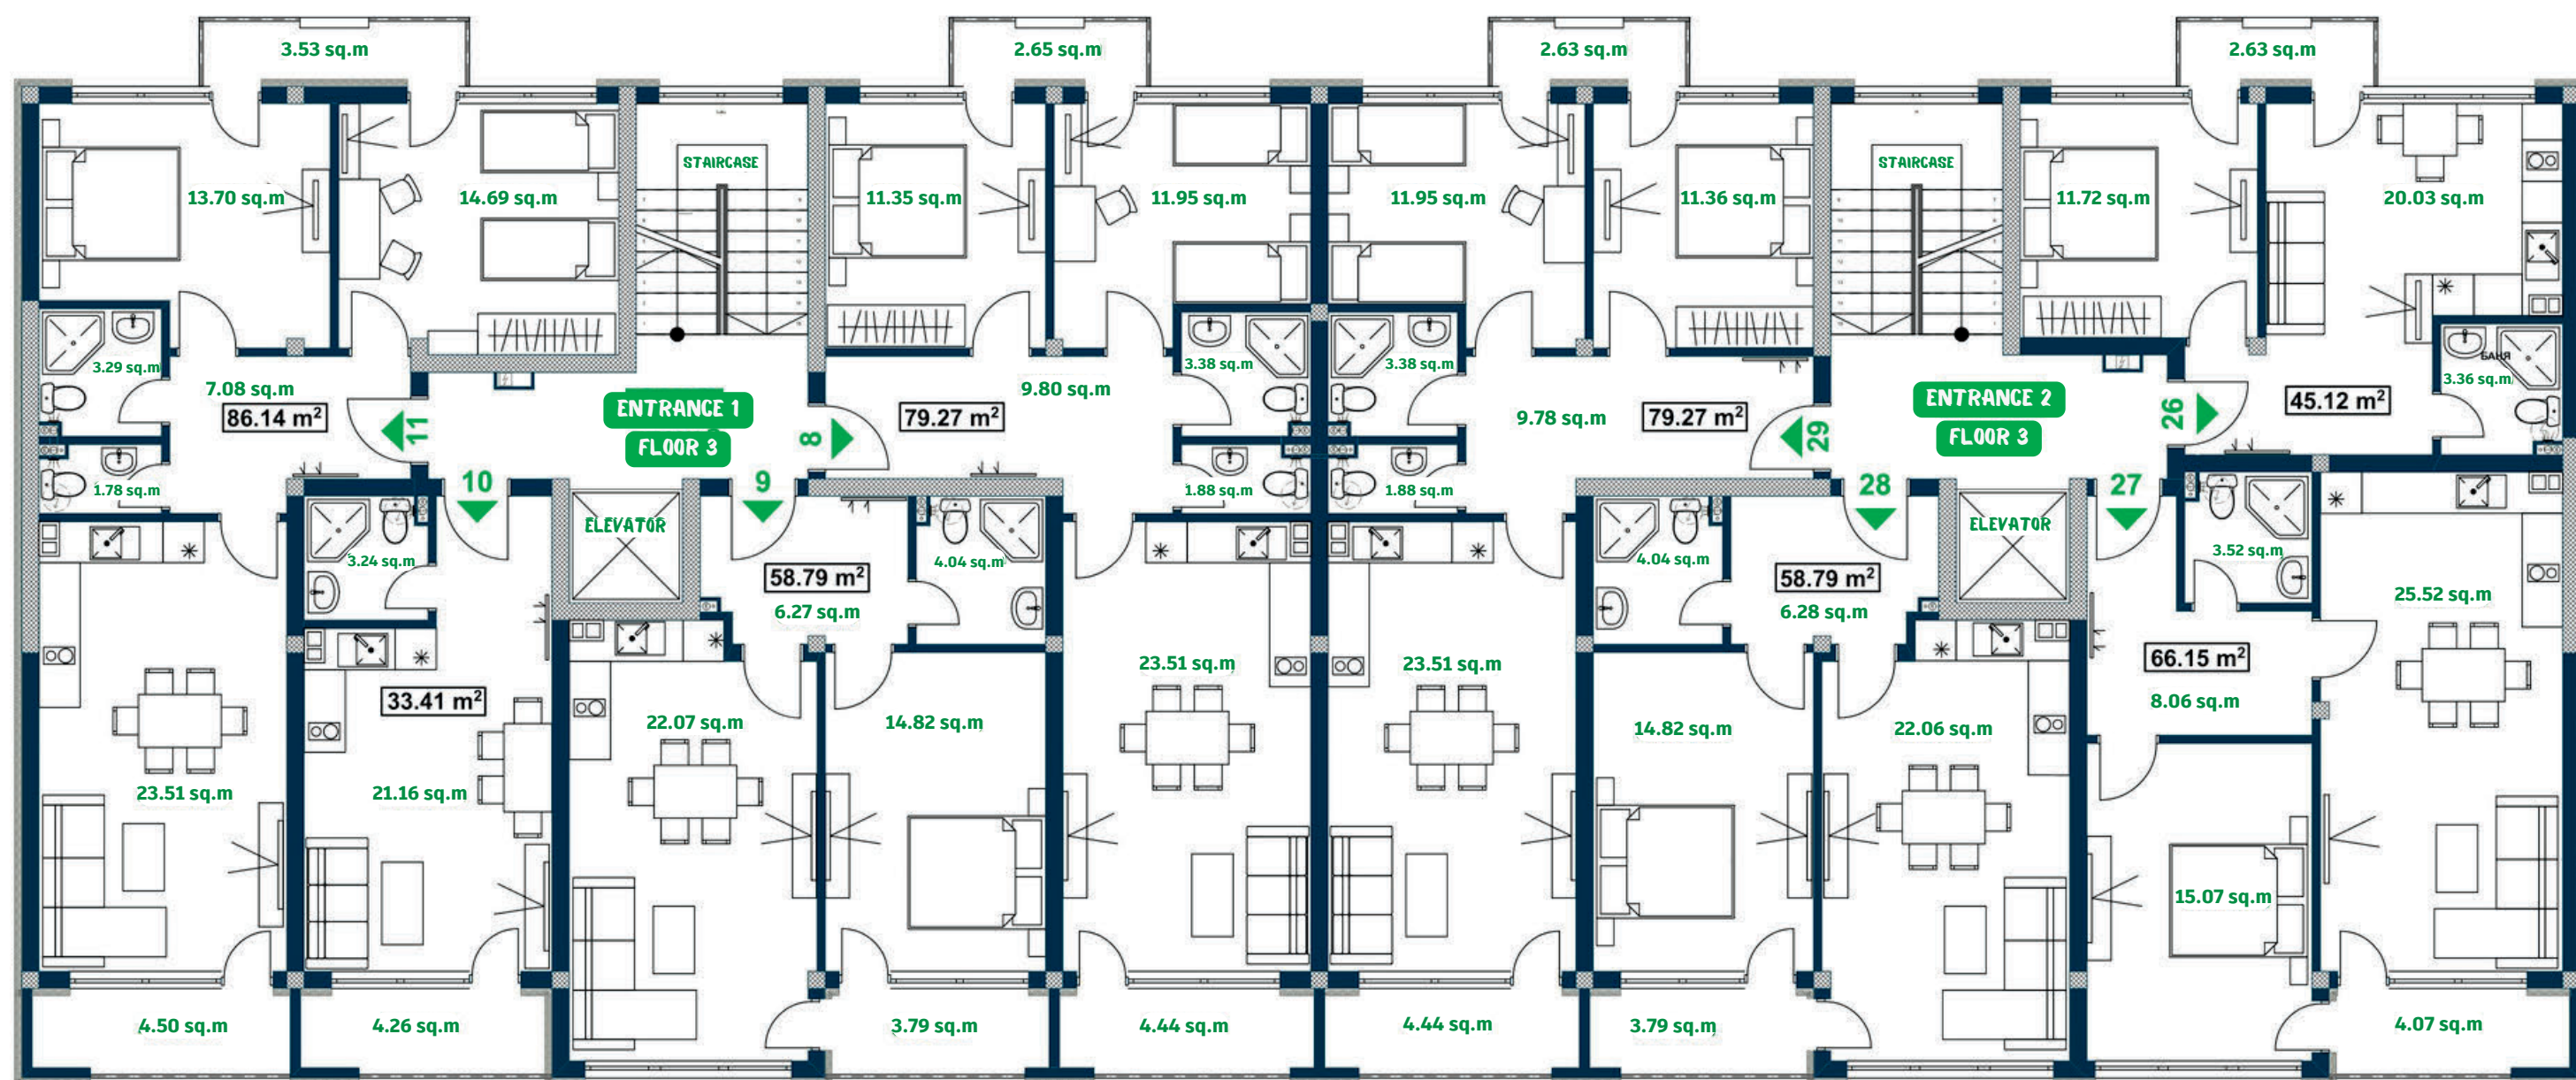 3.53 sq.m
2.65 sq.m
2.63 sq.m
2.63 sq.m
STAIRCASE
STAIRCASE
13.70 sq.m
14.69 sq.m
11.35 sq.m
11.95 sq.m
11.95 sq.m
11.36 sq.m
11.72 sq.m
20.03 sq.m
3.29 sq.m
7.08 sq.m
86.14 m²
11
ENTRANCE 1
FLOOR 3
8
79.27 m²
9.80 sq.m
3.38 sq.m
3.38 sq.m
9.78 sq.m
79.27 m²
29
ENTRANCE 2
FLOOR 3
26
45.12 m²
БАНЯ
3.36 sq.m
1.78 sq.m
10
9
1.88 sq.m
1.88 sq.m
28
27
ELEVATOR
ELEVATOR
3.24 sq.m
58.79 m²
6.27 sq.m
4.04 sq.m
4.04 sq.m
58.79 m²
6.28 sq.m
3.52 sq.m
25.52 sq.m
33.41 m²
22.07 sq.m
14.82 sq.m
23.51 sq.m
23.51 sq.m
14.82 sq.m
22.06 sq.m
66.15 m²
8.06 sq.m
23.51 sq.m
21.16 sq.m
15.07 sq.m
4.50 sq.m
4.26 sq.m
3.79 sq.m
4.44 sq.m
4.44 sq.m
3.79 sq.m
4.07 sq.m